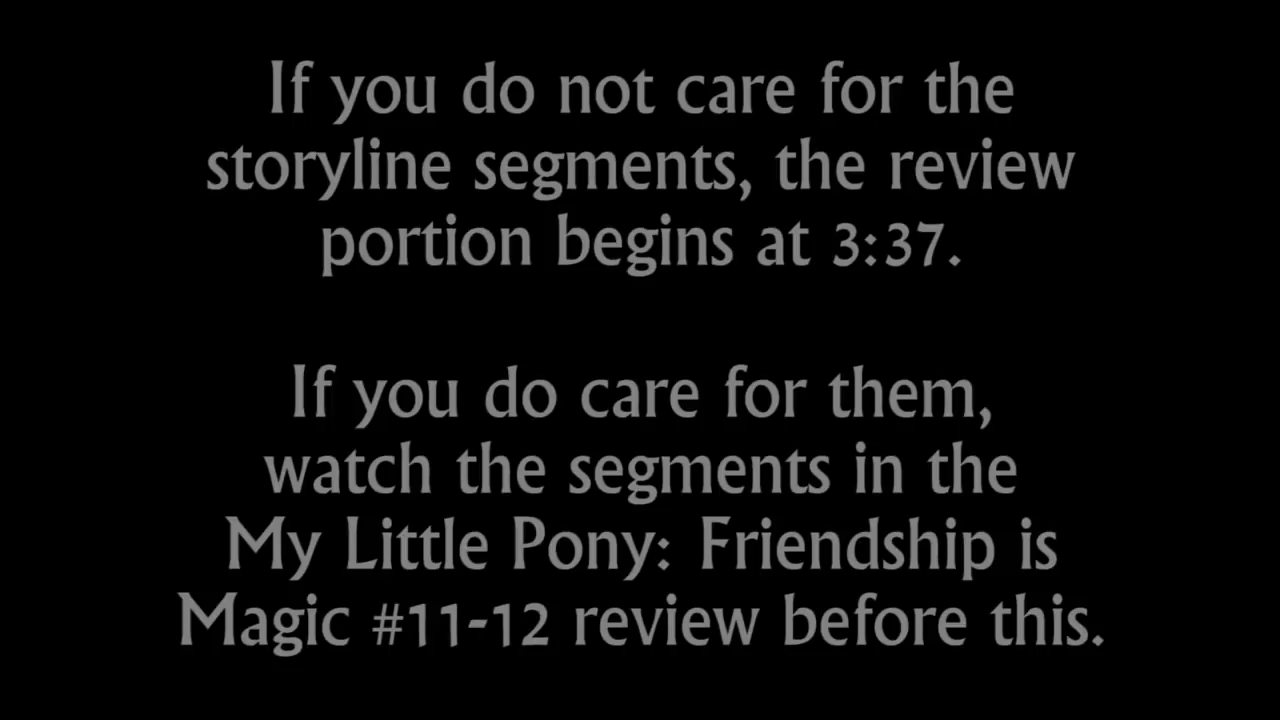 If you do not care for the
storyline segments, the review
portion begins at 3:37.
If you do care for them,
watch the segments in the
My Little Pony: Friendship is
Magic #11-12 review before this.